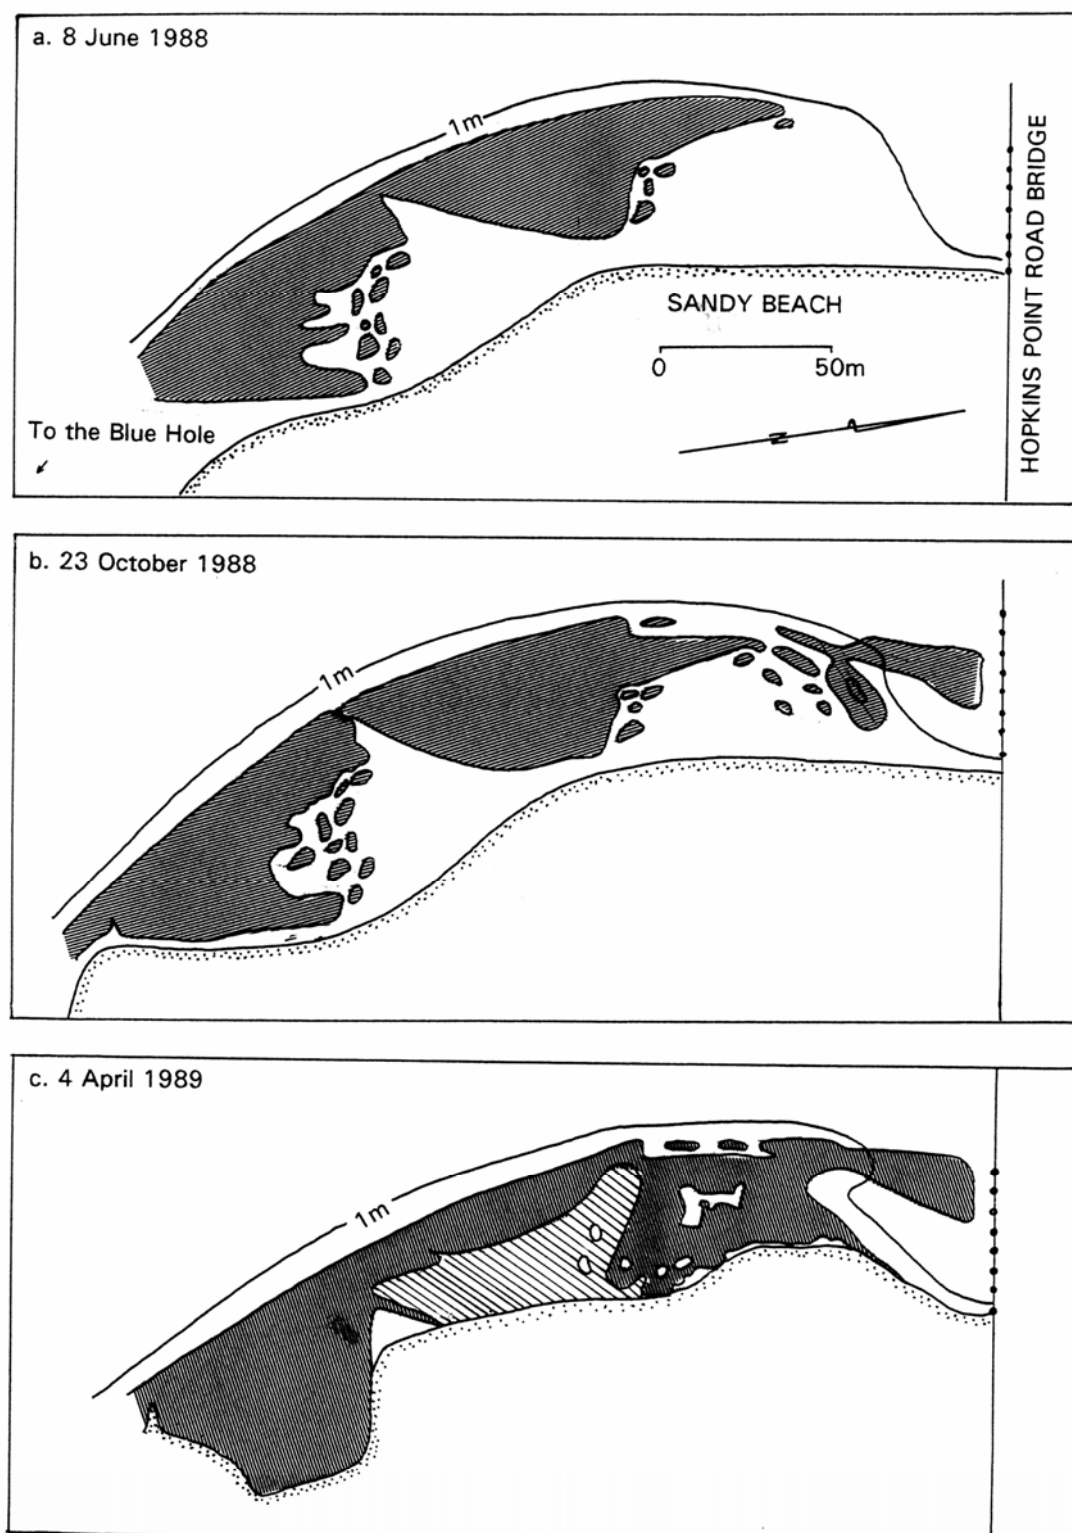 a. 8 June 1988
1m
SANDY BEACH
0 50m
N
To the Blue Hole
HOPKINS POINT ROAD BRIDGE
b. 23 October 1988
1m
c. 4 April 1989
1m